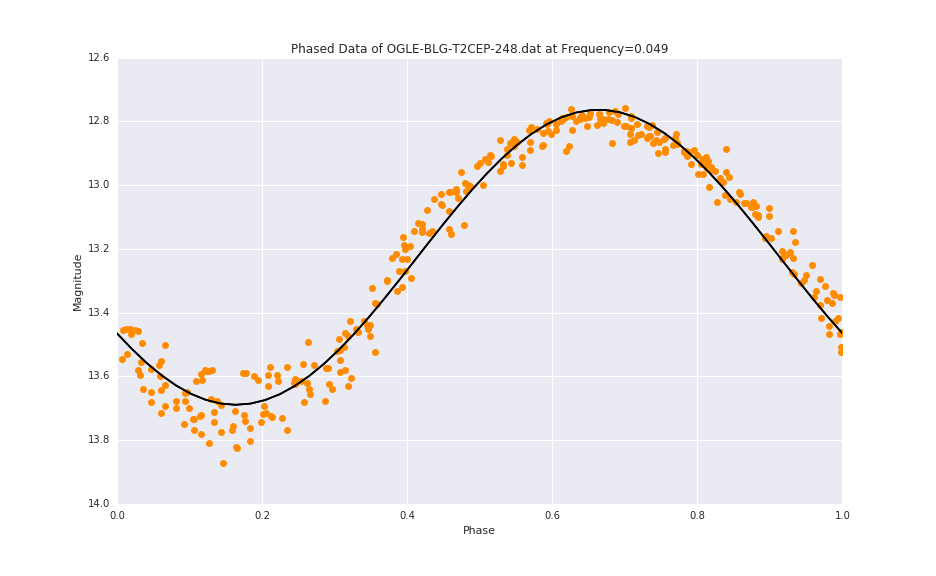 Phased Data of OGLE-BLG-T2CEP-248.dat at Frequency=0.049
12.6
12.8
13.0
13.2
13.4
13.6
13.8
14.0
Magnitude
0.0 0.2 0.4 0.6 0.8 1.0
Phase